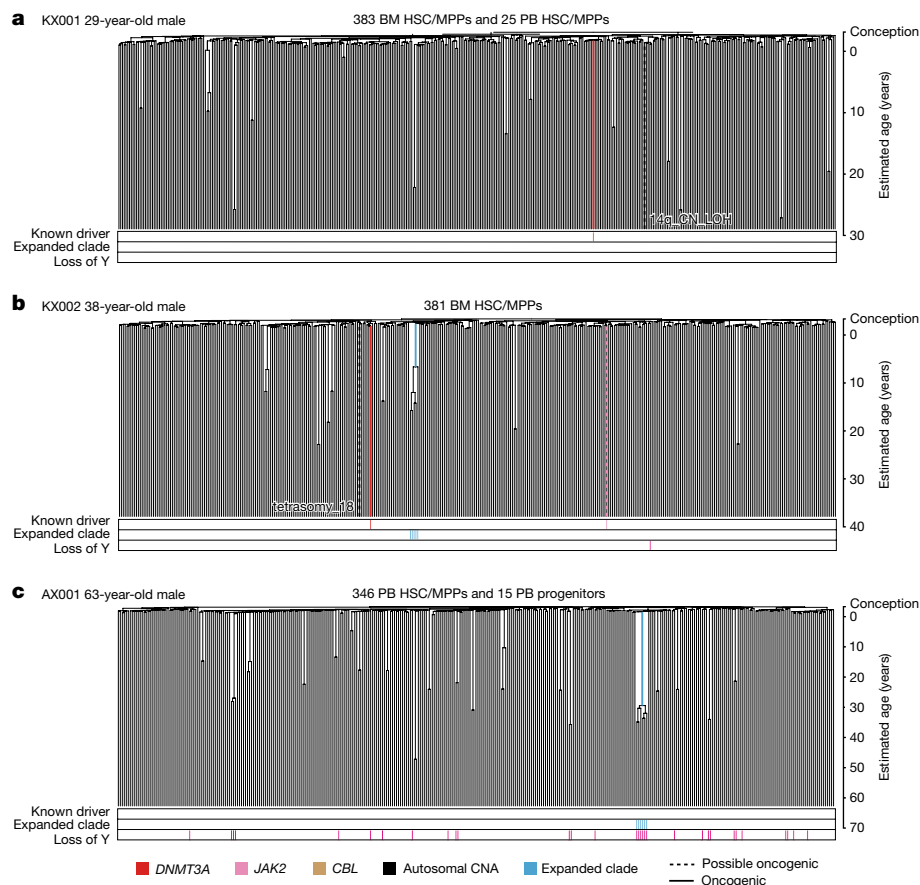 a KX001 29-year-old male 383 BM HSC/MPPs and 25 PB HSC/MPPs
Conception
0
10
20
30
Estimated age (years)
14q_CN_LOH
Known driver
Expanded clade
Loss of Y
b KX002 38-year-old male 381 BM HSC/MPPs
Conception
0
10
20
30
40
Estimated age (years)
tetrasomy_18
Known driver
Expanded clade
Loss of Y
c AX001 63-year-old male 346 PB HSC/MPPs and 15 PB progenitors
Conception
0
10
20
30
40
50
60
70
Estimated age (years)
Known driver
Expanded clade
Loss of Y
DNMT3A JAK2 CBL Autosomal CNA Expanded clade Possible oncogenic
Oncogenic